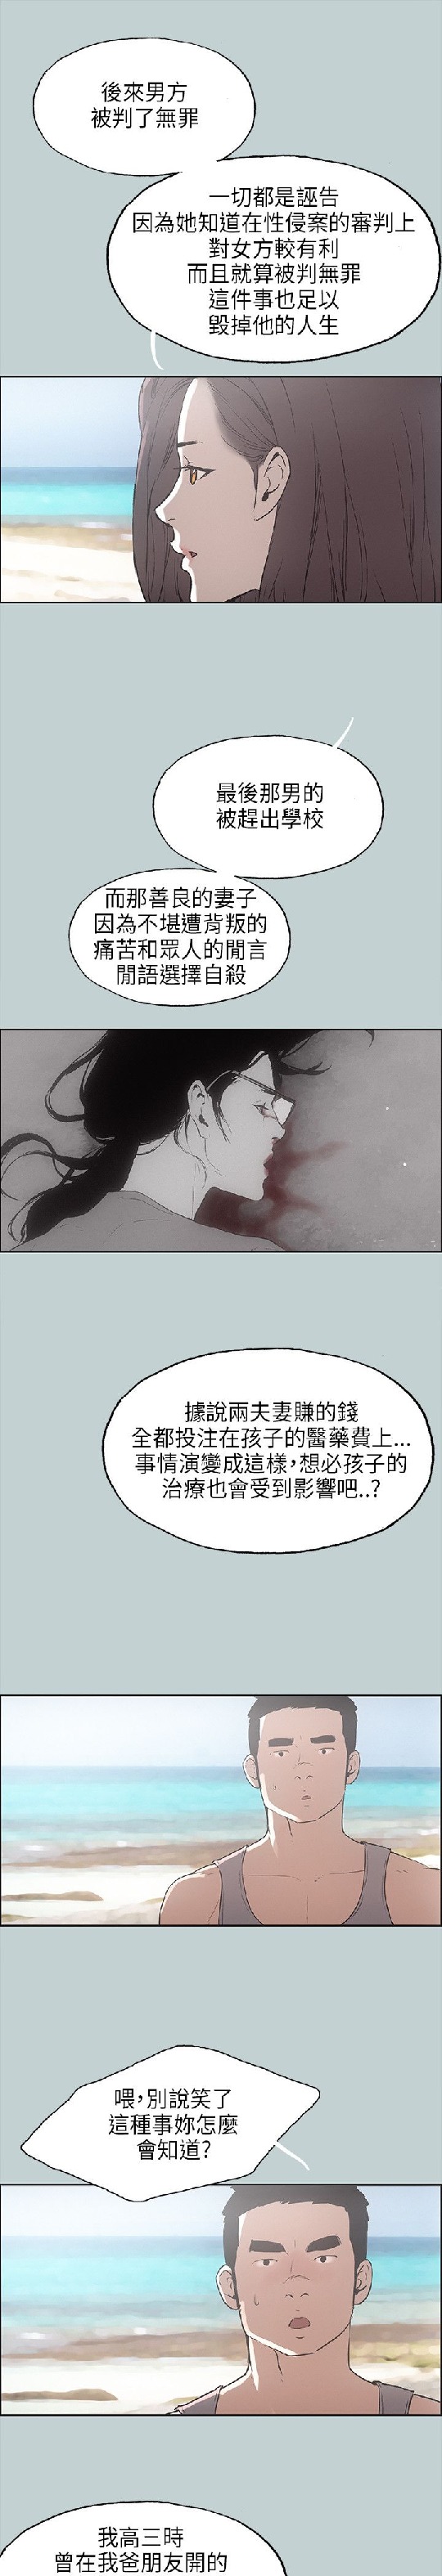 後來男方
被判了無罪
一切都是誣告
因為她知道在性侵案的審判上
對女方較有利
而且就算被判無罪
這件事也足以
毀掉他的人生
最後那男的
被趕出學校
而那善良的妻子
因為不堪遭背叛的
痛苦和眾人的閒言
閒語選擇自殺
據說兩夫妻賺的錢
全都投注在孩子的醫藥費上...
事情演變成這樣，想必孩子的
治療也會受到影響吧..?
喂，別說笑了
這種事妳怎麼
會知道?
我高三時
曾在我爸朋友開的